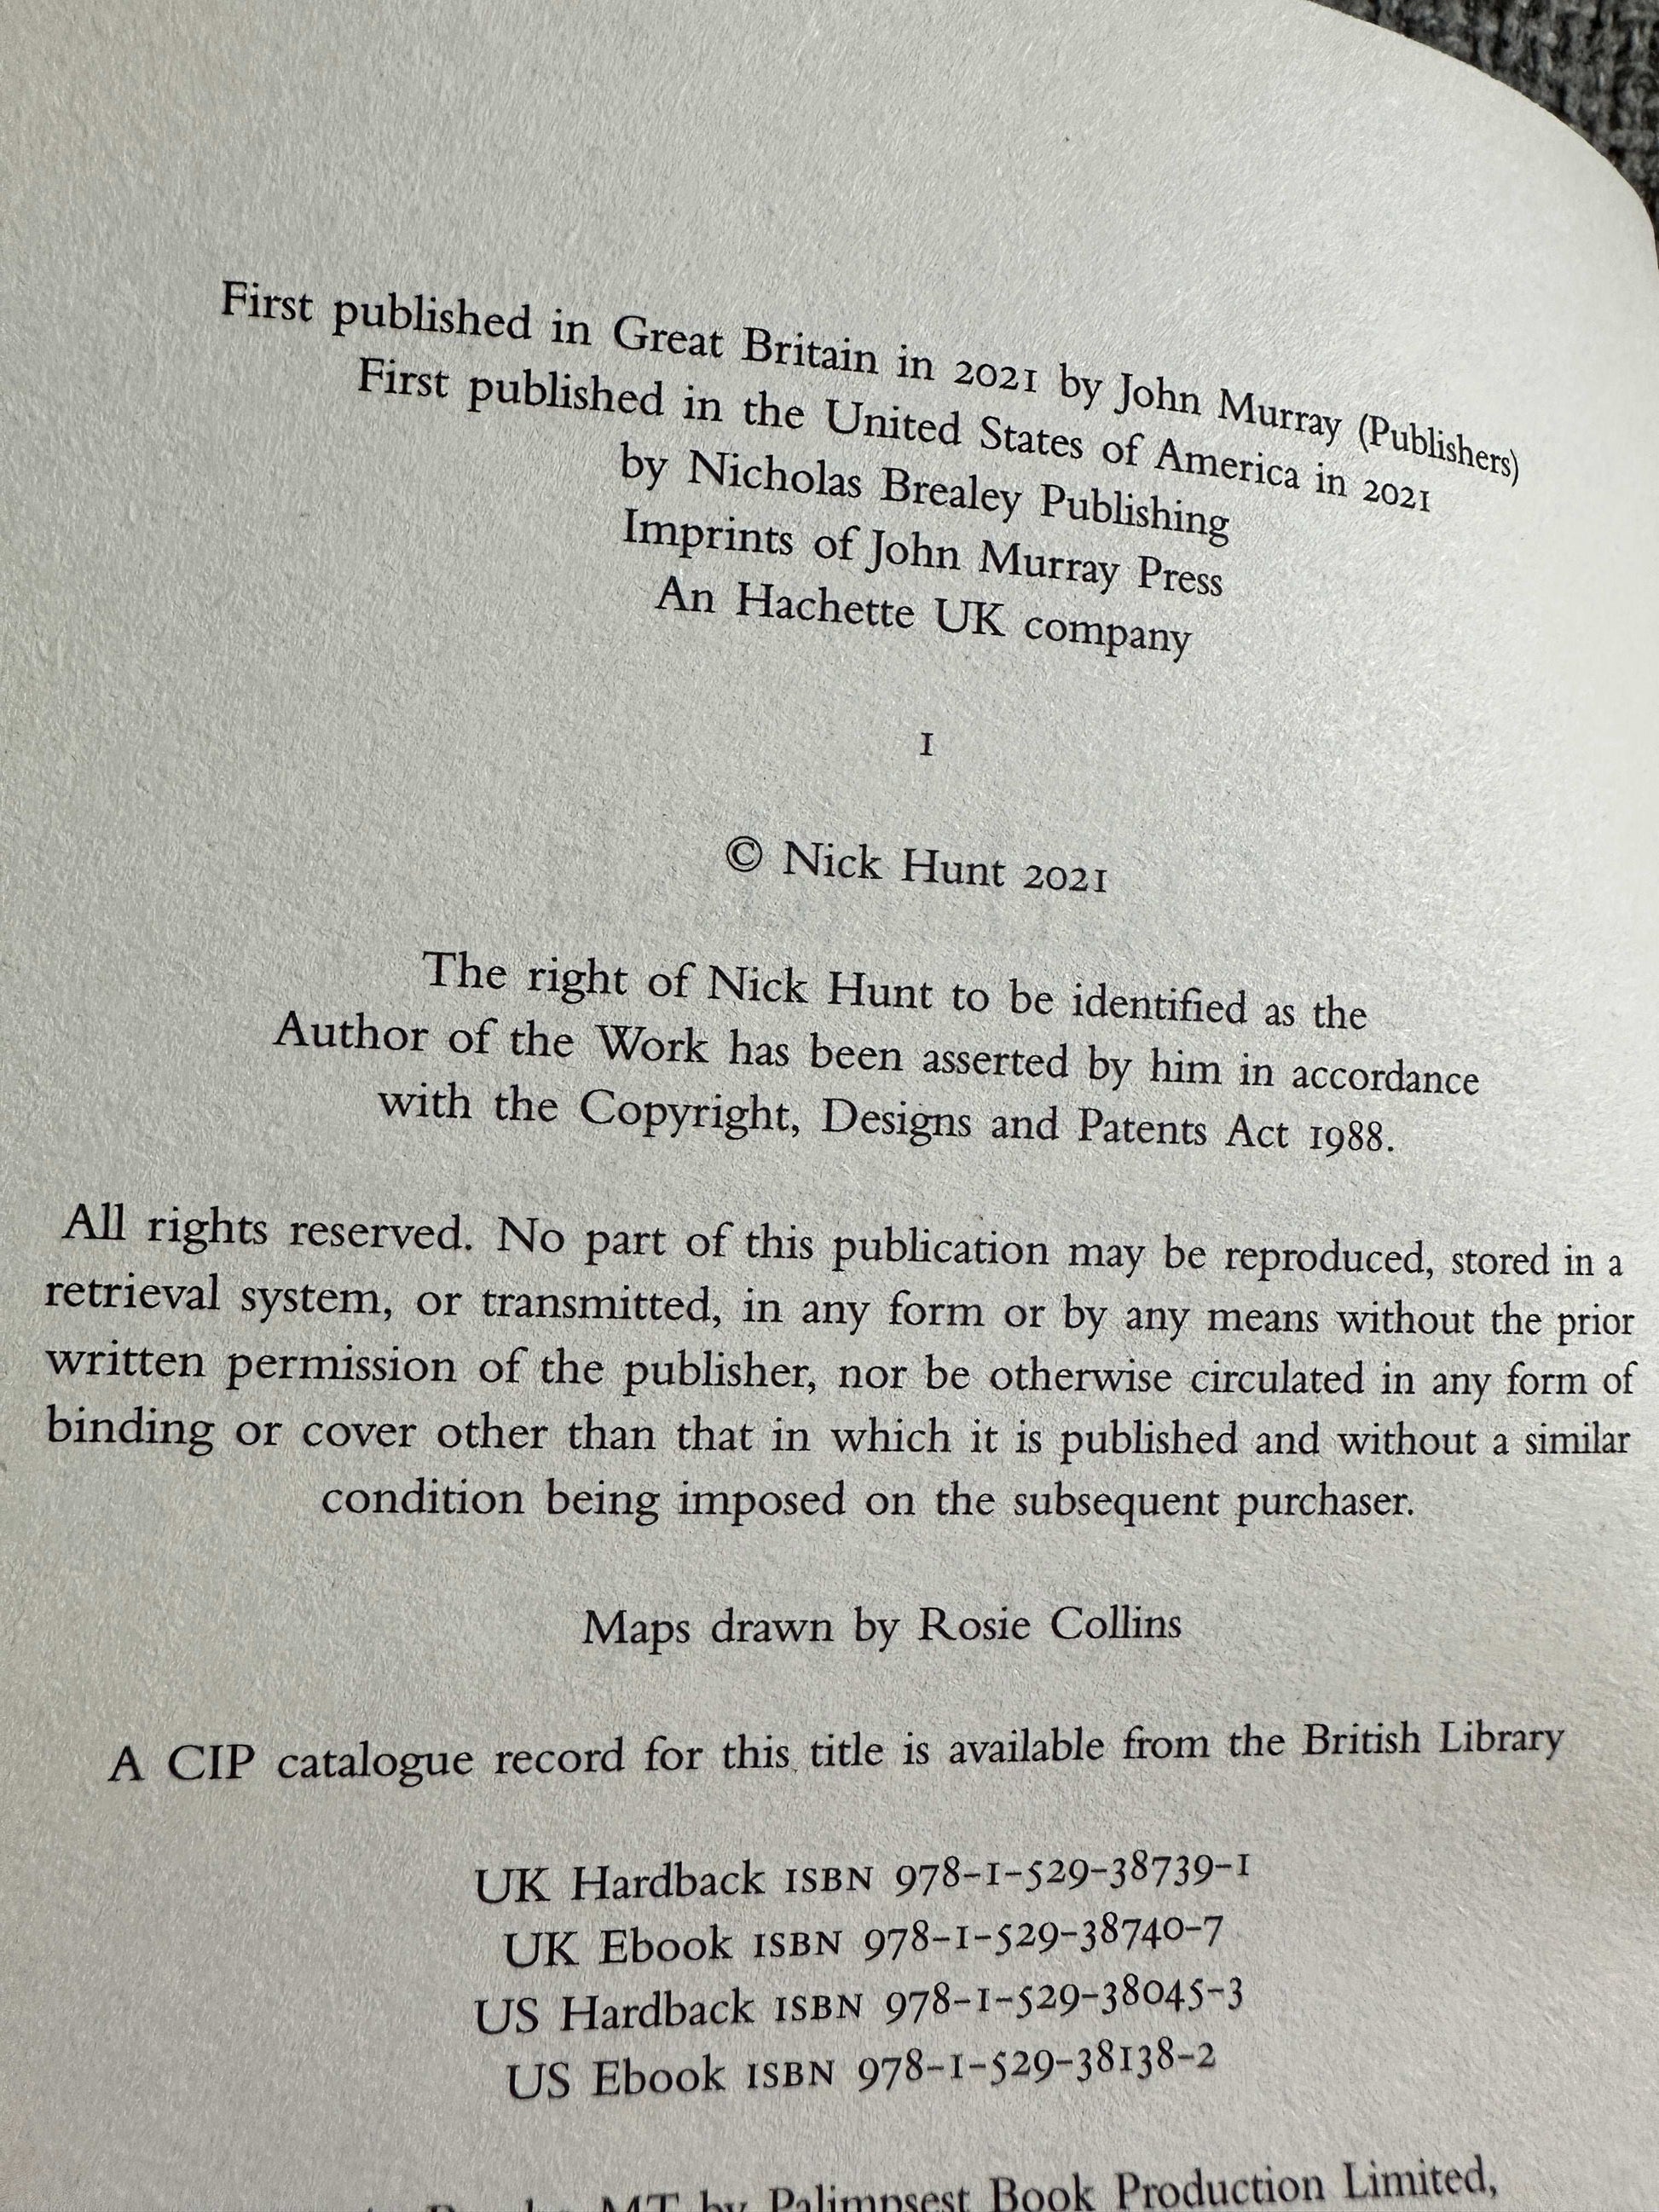 First published in Great Britain in 2021 by John Murray (Publishers)
First published in the United States of America in 2021
by Nicholas Brealey Publishing
Imprints of John Murray Press
An Hachette UK company
1
© Nick Hunt 2021
The right of Nick Hunt to be identified as the
Author of the Work has been asserted by him in accordance
with the Copyright, Designs and Patents Act 1988.
All rights reserved. No part of this publication may be reproduced, stored in a
retrieval system, or transmitted, in any form or by any means without the prior
written permission of the publisher, nor be otherwise circulated in any form of
binding or cover other than that in which it is published and without a similar
condition being imposed on the subsequent purchaser.
Maps drawn by Rosie Collins
A CIP catalogue record for this title is available from the British Library
UK Hardback ISBN 978-1-529-38739-1
UK Ebook ISBN 978-1-529-38740-7
US Hardback ISBN 978-1-529-38045-3
US Ebook ISBN 978-1-529-38138-2
MT by Palimpsest Book Production Limited,